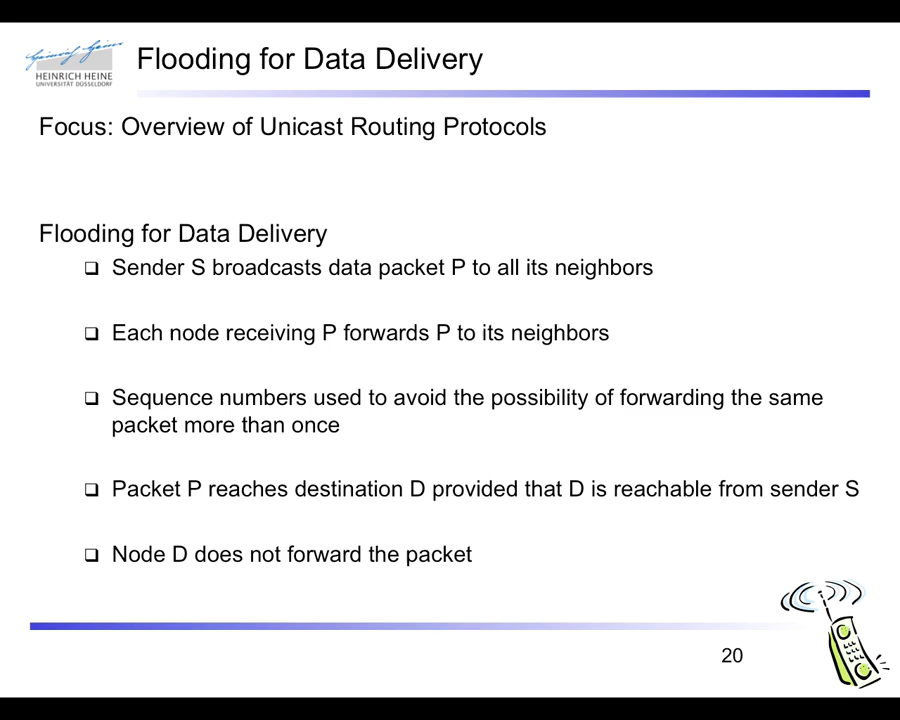 Heinrich Heine
HEINRICH HEINE
UNIVERSITÄT DÜSSELDORF
Flooding for Data Delivery
Focus: Overview of Unicast Routing Protocols
Flooding for Data Delivery
❑ Sender S broadcasts data packet P to all its neighbors
❑ Each node receiving P forwards P to its neighbors
❑ Sequence numbers used to avoid the possibility of forwarding the same
packet more than once
❑ Packet P reaches destination D provided that D is reachable from sender S
❑ Node D does not forward the packet
20